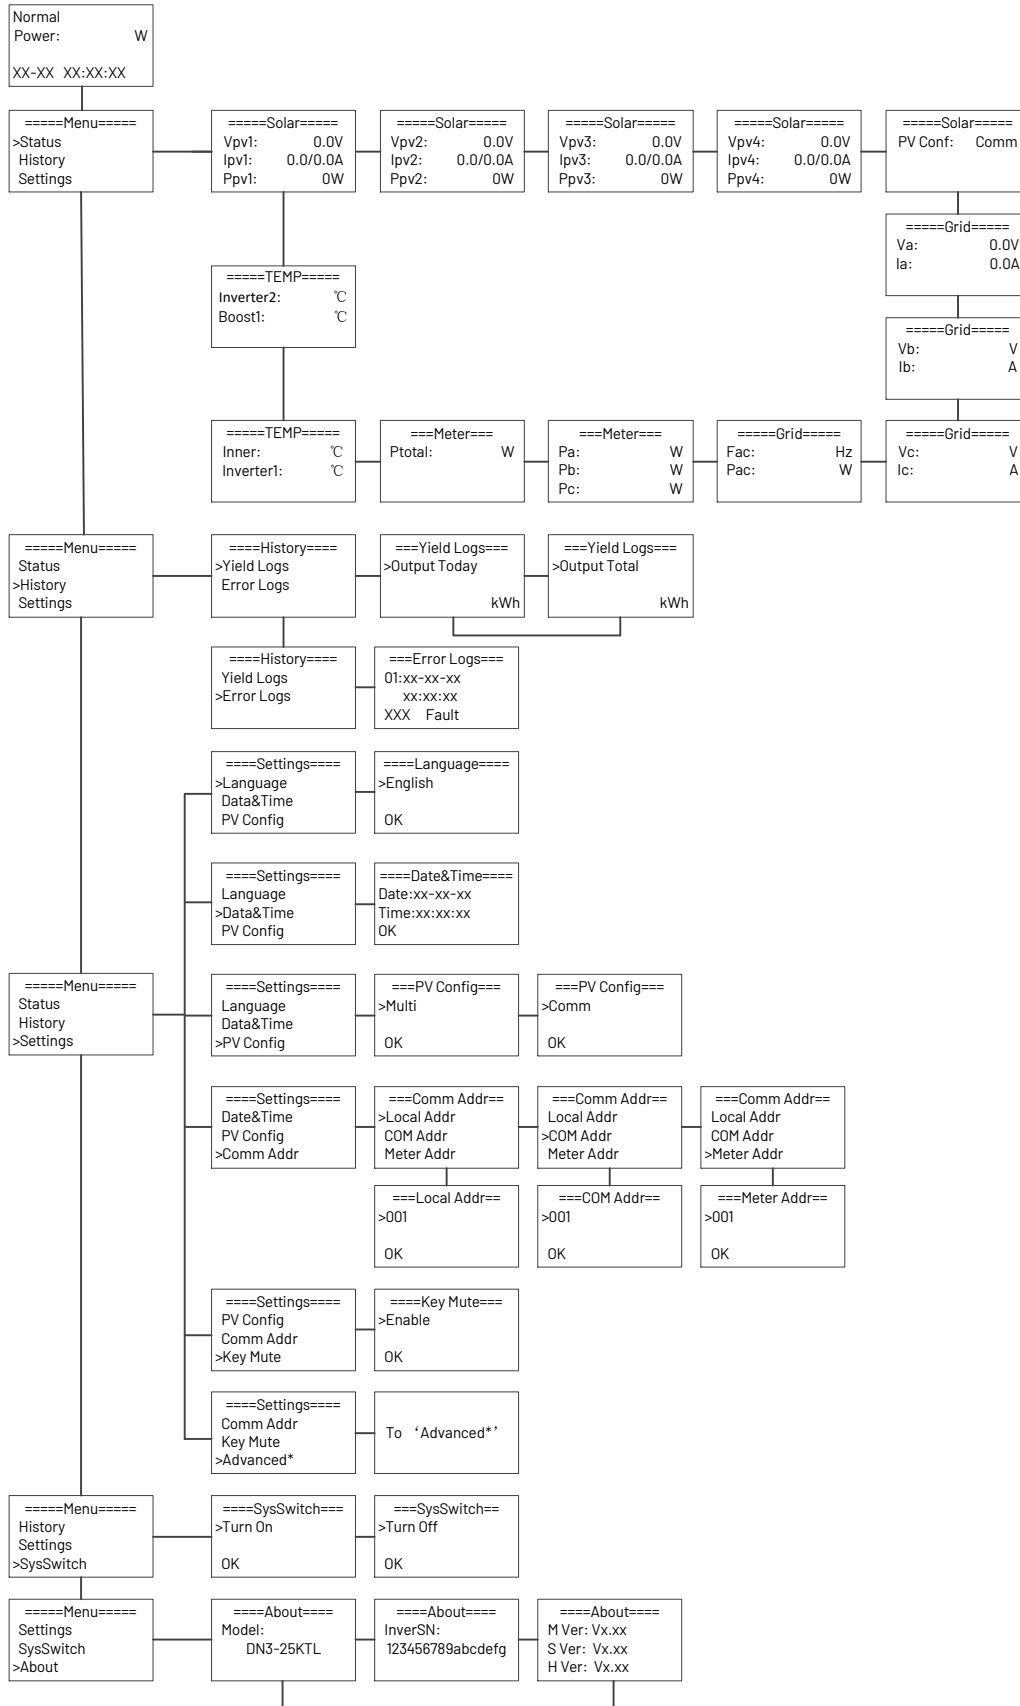 Normal
Power: W
XX-XX XX:XX:XX
=====Menu=====
>Status
History
Settings
=====Solar=====
Vpv1: 0.0V
Ipv1: 0.0/0.0A
Ppv1: 0W
=====Solar=====
Vpv2: 0.0V
Ipv2: 0.0/0.0A
Ppv2: 0W
=====Solar=====
Vpv3: 0.0V
Ipv3: 0.0/0.0A
Ppv3: 0W
=====Solar=====
Vpv4: 0.0V
Ipv4: 0.0/0.0A
Ppv4: 0W
=====Solar=====
PV Conf: Comm
=====Grid=====
Va: 0.0V
Ia: 0.0A
=====TEMP=====
Inverter2: ℃
Boost1: ℃
=====Grid=====
Vb: V
Ib: A
=====TEMP=====
Inner: ℃
Inverter1: ℃
===Meter===
Ptotal: W
===Meter===
Pa: W
Pb: W
Pc: W
=====Grid=====
Fac: Hz
Pac: W
=====Grid=====
Vc: V
Ic: A
=====Menu=====
Status
>History
Settings
====History====
>Yield Logs
Error Logs
===Yield Logs===
>Output Today
kWh
===Yield Logs===
>Output Total
kWh
====History====
Yield Logs
>Error Logs
===Error Logs===
01:xx-xx-xx
xx:xx:xx
XXX Fault
====Settings====
>Language
Data&Time
PV Config
====Language====
>English
OK
====Settings====
Language
>Data&Time
PV Config
====Date&Time====
Date:xx-xx-xx
Time:xx:xx:xx
OK
=====Menu=====
Status
History
>Settings
====Settings====
Language
Data&Time
>PV Config
===PV Config===
>Multi
OK
===PV Config===
>Comm
OK
====Settings====
Date&Time
PV Config
>Comm Addr
===Comm Addr==
>Local Addr
COM Addr
Meter Addr
===Comm Addr==
Local Addr
>COM Addr
Meter Addr
===Comm Addr==
Local Addr
COM Addr
>Meter Addr
===Local Addr==
>001
OK
===COM Addr==
>001
OK
===Meter Addr==
>001
OK
====Settings====
PV Config
Comm Addr
>Key Mute
====Key Mute===
>Enable
OK
====Settings====
Comm Addr
Key Mute
>Advanced*
To ‘Advanced*’
=====Menu=====
History
Settings
>SysSwitch
====SysSwitch===
>Turn On
OK
===SysSwitch==
>Turn Off
OK
=====Menu=====
Settings
SysSwitch
>About
====About====
Model:
DN3-25KTL
====About====
InverSN:
123456789abcdefg
====About====
M Ver: Vx.xx
S Ver: Vx.xx
H Ver: Vx.xx